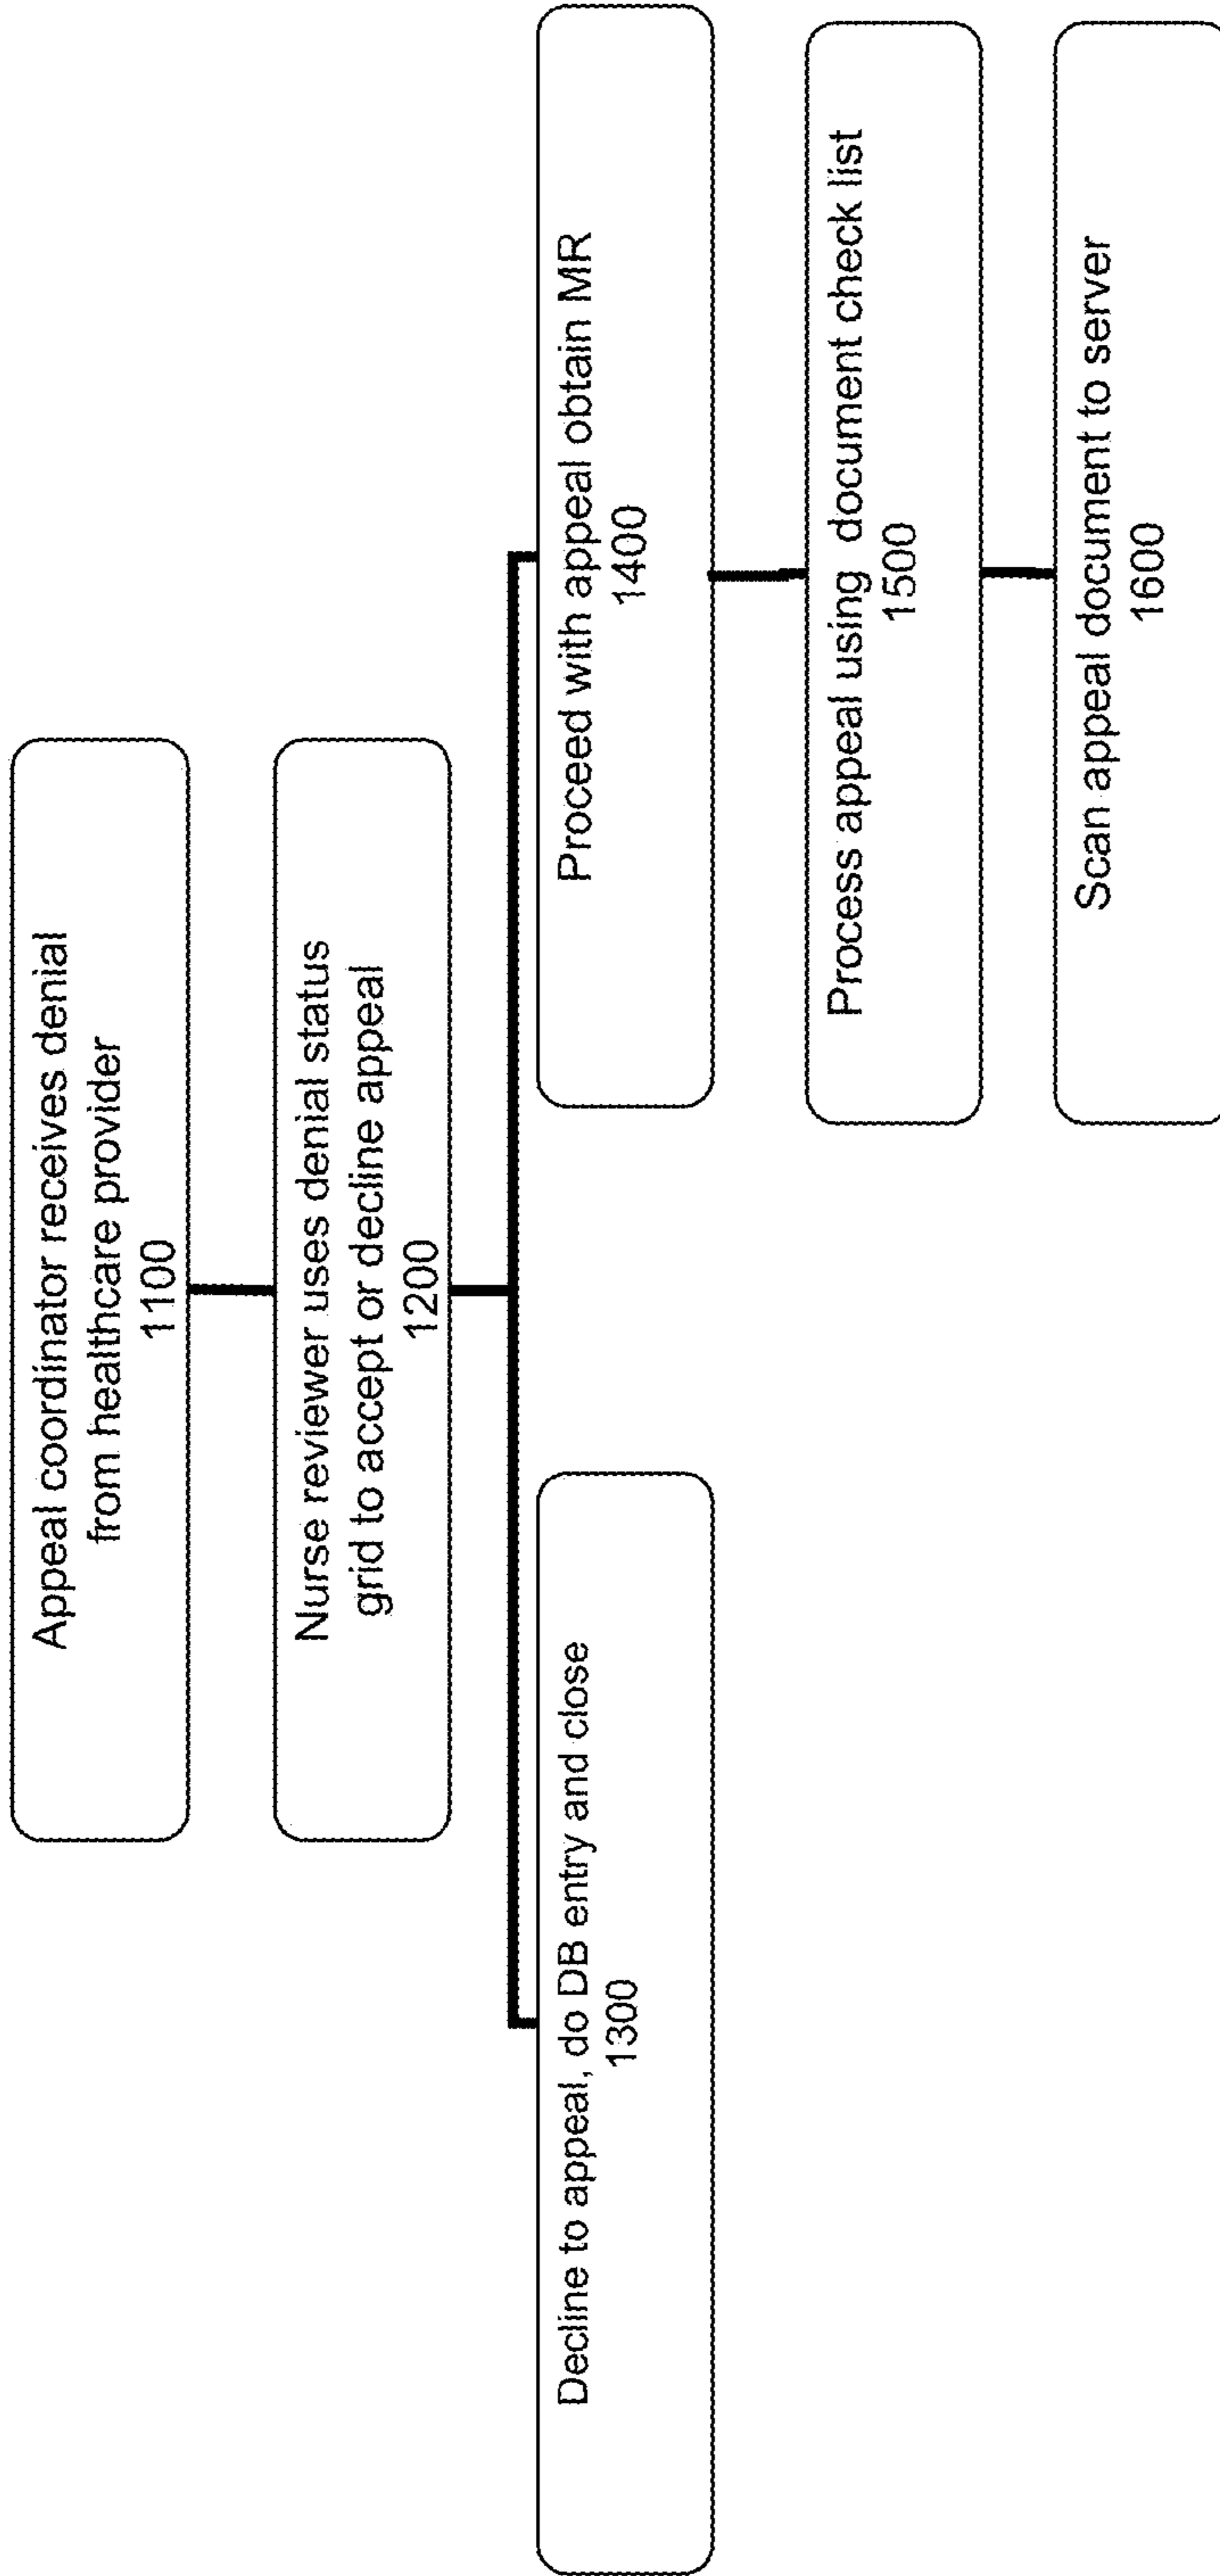 Appeal coordinator receives denial
from healthcare provider
1100
Nurse reviewer uses denial status
grid to accept or decline appeal
1200
Decline to appeal, do DB entry and close
1300
Proceed with appeal obtain MR
1400
Process appeal using document check list
1500
Scan appeal document to server
1600